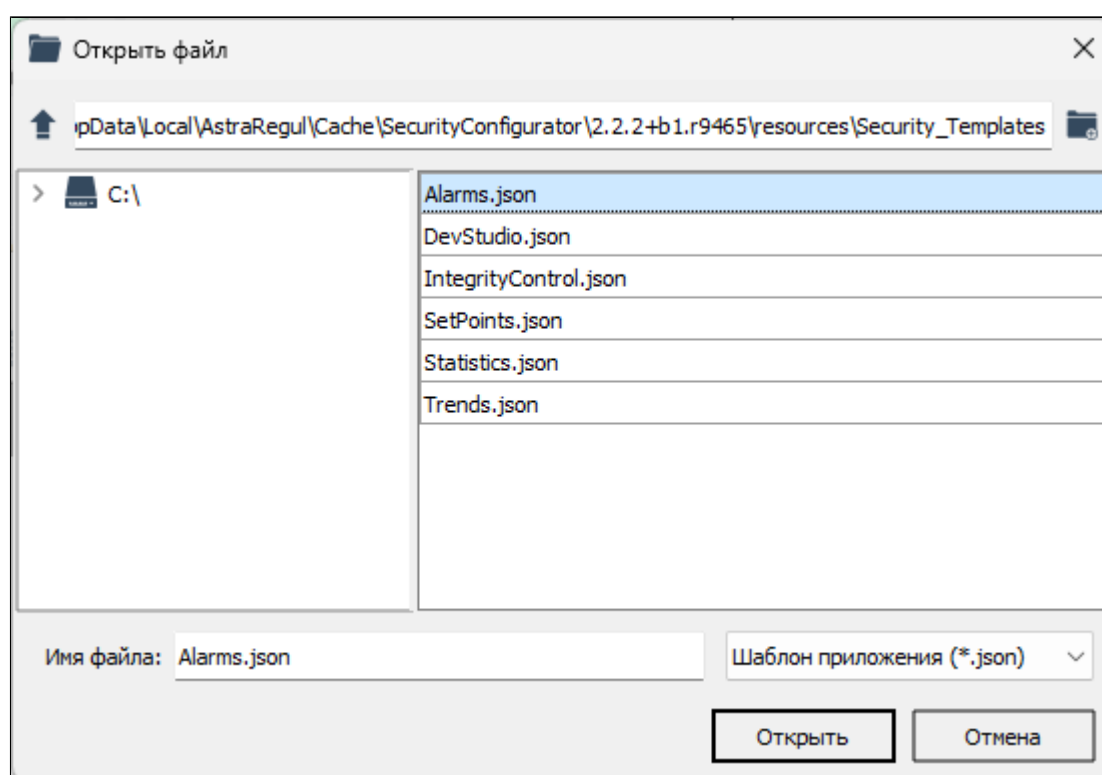 Открыть файл
pData\Local\AstraRegul\Cache\SecurityConfigurator\2.2.2+b1.r9465\resources\Security_Templates
C:\
Alarms.json
DevStudio.json
IntegrityControl.json
SetPoints.json
Statistics.json
Trends.json
Имя файла: Alarms.json Шаблон приложения (*.json)
Открыть Отмена